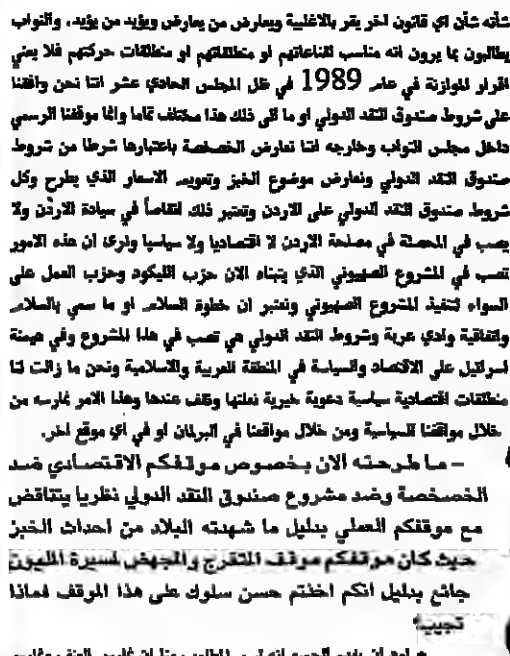 شأنه شأن اي قانون اخر يقر بالاغلبية ويعارض من يعارض ويؤيد من يؤيد، والنواب
يطالبون بما يرون انه مناسب لقناعاتهم او منطلقاتهم او منطلقات حركتهم فلا يعني
اقرار الموازنة في عام 1989 في ظل المجلس الحادي عشر اننا نحن وافقنا
على شروط صندوق النقد الدولي او ما الى ذلك هذا مختلف تماما وانما موقفنا الرسمي
داخل مجلس النواب وخارجه اننا نعارض الخصخصة باعتبارها شرطا من شروط
صندوق النقد الدولي ونعارض موضوع الخبز وتعويم الاسعار الذي يطرح وكل
شروط صندوق النقد الدولي على الاردن ونعتبر ذلك انتقاصاً في سيادة الاردن ولا
يصب في المحصلة في مصلحة الاردن لا اقتصاديا ولا سياسيا ونرى ان هذه الامور
تصب في المشروع الصهيوني الذي يتبناه الان حزب الليكود وحزب العمل على
السواء لتنفيذ المشروع الصهيوني ونعتبر ان خطوة السلام او ما سمي بالسلام
واتفاقية وادي عربة وشروط النقد الدولي هي تصب في هذا المشروع وفي هيمنة
اسرائيل على الاقتصاد والسياسة في المنطقة العربية والاسلامية ونحن ما زالت لنا
منطلقات اقتصادية سياسية دعوية خيرية نعلنها ونقف عندها وهذا الامر نمارسه من
خلال مواقفنا السياسية ومن خلال مواقعنا في البرلمان او في اي موقع اخر.
- ما طرحته الان بخصوص موقفكم الاقتصادي ضد
الخصخصة وضد مشروع صندوق النقد الدولي نظريا يتناقض
مع موقفكم العملي بدليل ما شهدته البلاد من احداث الخبز
حيث كان موقفكم موقف المتفرج والمجهض لمسيرة المليون
جائع بدليل انكم اخذتم حسن سلوك على هذا الموقف فماذا
تجيب؟